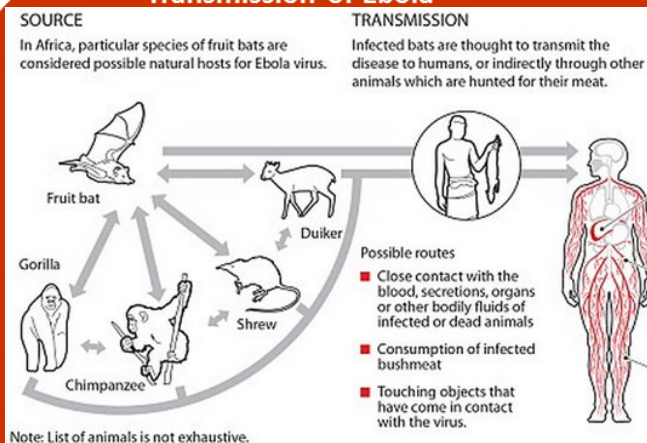 Transmission of Ebola
SOURCE
In Africa, particular species of fruit bats are
considered possible natural hosts for Ebola virus.
TRANSMISSION
Infected bats are thought to transmit the
disease to humans, or indirectly through other
animals which are hunted for their meat.
Fruit bat
Duiker
Gorilla
Shrew
Chimpanzee
Possible routes
Close contact with the
blood, secretions, organs
or other bodily fluids of
infected or dead animals
Consumption of infected
bushmeat
Touching objects that
have come in contact
with the virus.
Note: List of animals is not exhaustive.